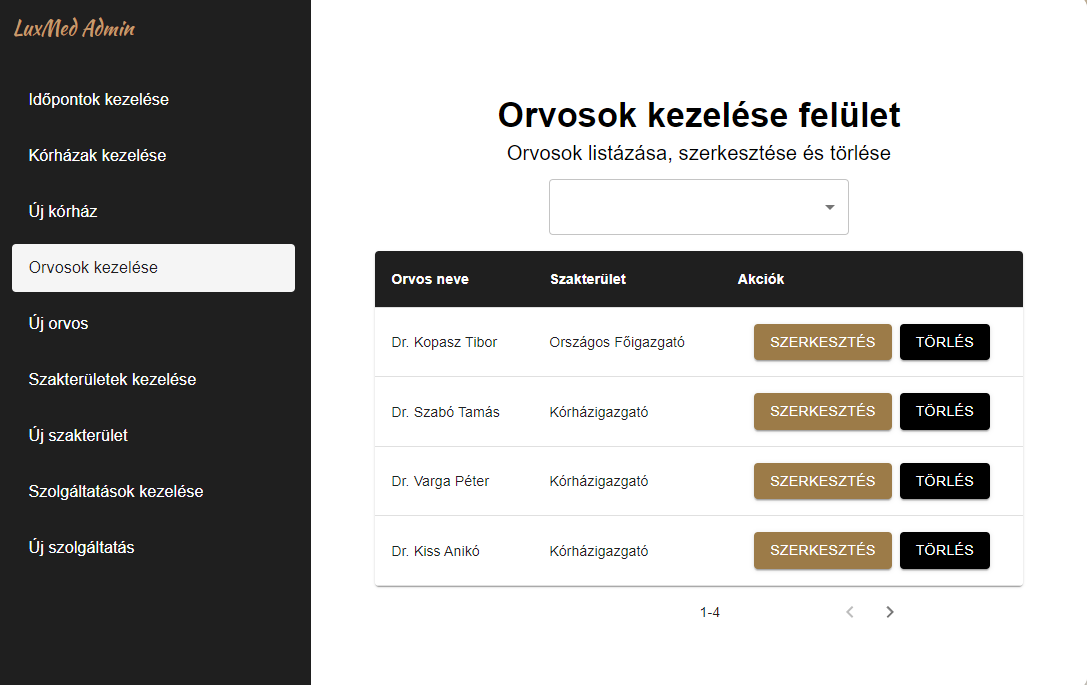 LuxMed Admin
Időpontok kezelése
Kórházak kezelése
Új kórház
Orvosok kezelése
Új orvos
Szakterületek kezelése
Új szakterület
Szolgáltatások kezelése
Új szolgáltatás
Orvosok kezelése felület
Orvosok listázása, szerkesztése és törlése
Orvos neve Szakterület Akciók
Dr. Kopasz Tibor Országos Főigazgató SZERKESZTÉS TÖRLÉS
Dr. Szabó Tamás Kórházigazgató SZERKESZTÉS TÖRLÉS
Dr. Varga Péter Kórházigazgató SZERKESZTÉS TÖRLÉS
Dr. Kiss Anikó Kórházigazgató SZERKESZTÉS TÖRLÉS
1-4